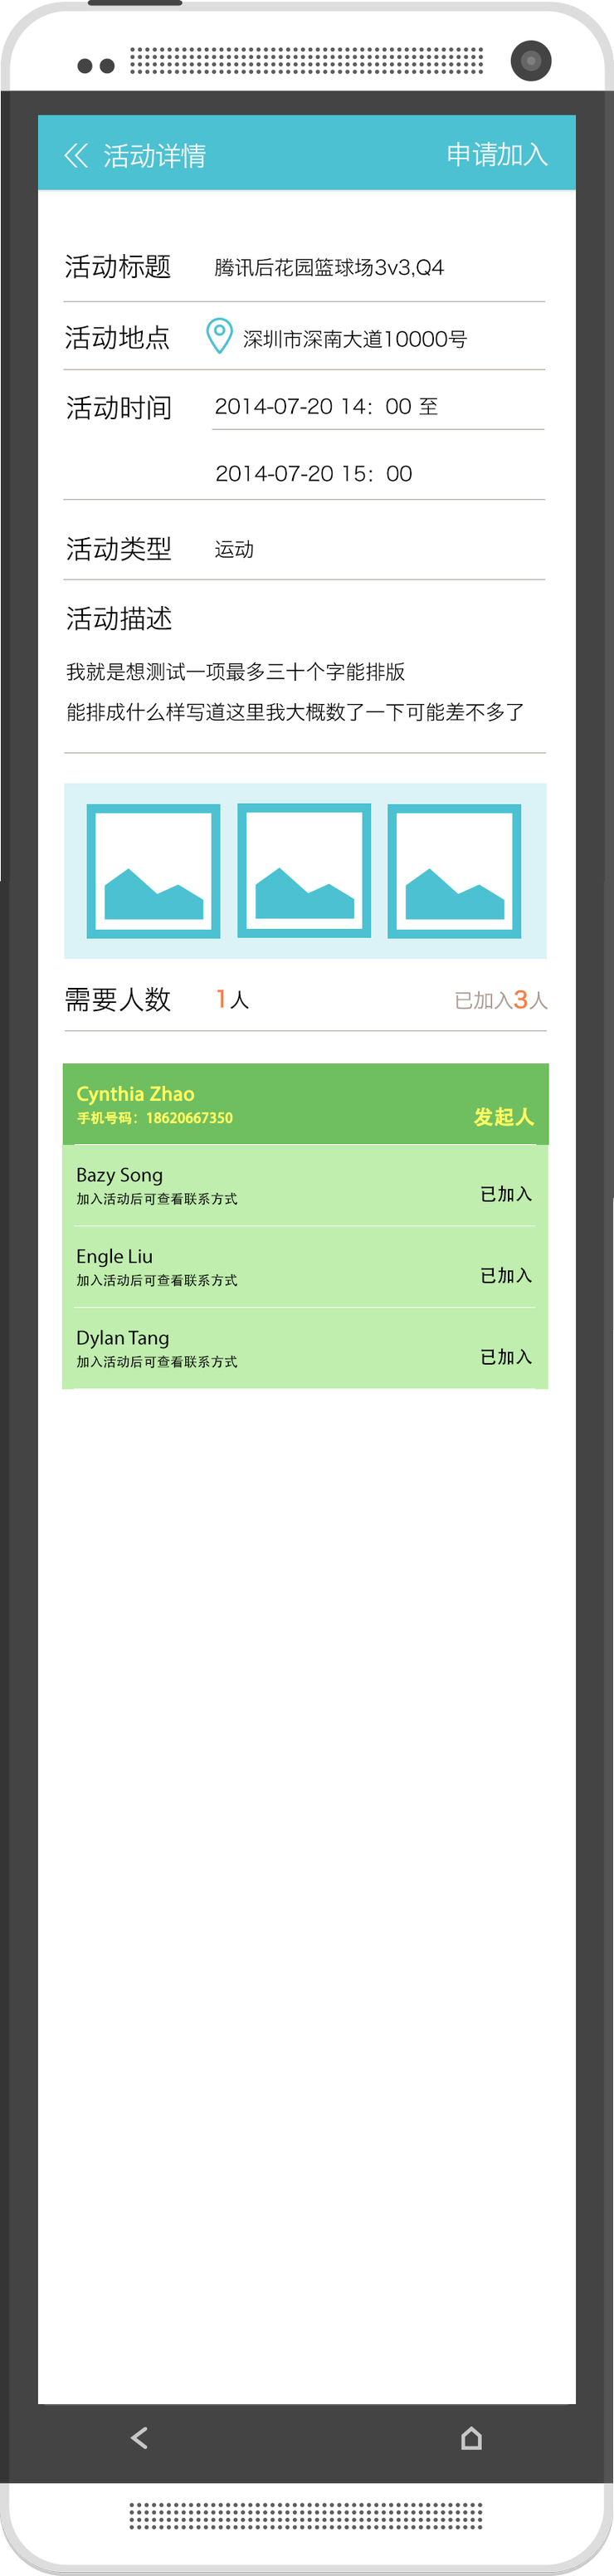 活动详情 申请加入
活动标题 腾讯后花园篮球场3v3,Q4
活动地点 深圳市深南大道10000号
活动时间 2014-07-20 14：00 至
2014-07-20 15：00
活动类型 运动
活动描述
我就是想测试一项最多三十个字能排版
能排成什么样写道这里我大概数了一下可能差不多了
需要人数 1人 已加入3人
Cynthia Zhao
手机号码：18620667350 发起人
Bazy Song
加入活动后可查看联系方式 已加入
Engle Liu
加入活动后可查看联系方式 已加入
Dylan Tang
加入活动后可查看联系方式 已加入